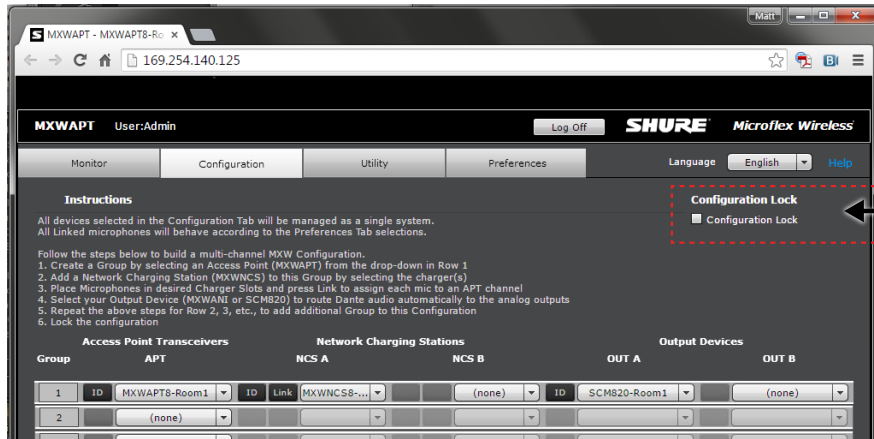 Matt
MXWAPT - MXWAPT8-Ro
169.254.140.125
MXWAPT User:Admin Log Off SHURE Microflex Wireless
Monitor Configuration Utility Preferences Language English Help
Instructions
Configuration Lock
All devices selected in the Configuration Tab will be managed as a single system.
Configuration Lock
All Linked microphones will behave according to the Preferences Tab selections.
Follow the steps below to build a multi-channel MXW Configuration.
1. Create a Group by selecting an Access Point (MXWAPT) from the drop-down in Row 1
2. Add a Network Charging Station (MXWNCS) to this Group by selecting the charger(s)
3. Place Microphones in desired Charger Slots and press Link to assign each mic to an APT channel
4. Select your Output Device (MXWANI or SCM820) to route Dante audio automatically to the analog outputs
5. Repeat the above steps for Row 2, 3, etc., to add additional Group to this Configuration
6. Lock the configuration
Access Point Transceivers Network Charging Stations Output Devices
Group APT NCS A NCS B OUT A OUT B
1 ID MXWAPT8-Room1 ID Link MXWNCS8-... (none) ID SCM820-Room1 (none)
2 (none)